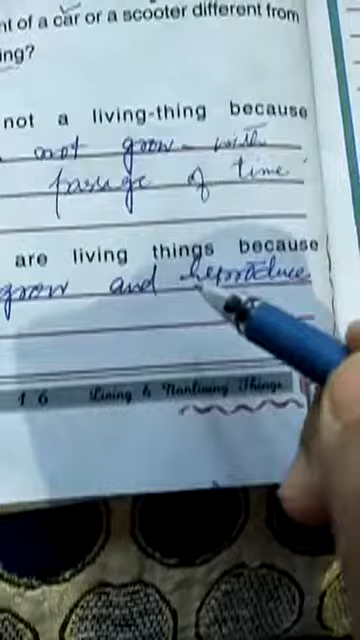 nt of a car or a scooter different from
ing?
not a living-thing because
not grow with
passage of time
are living things because
grow and reproduce
16 Living & Nonliving Things